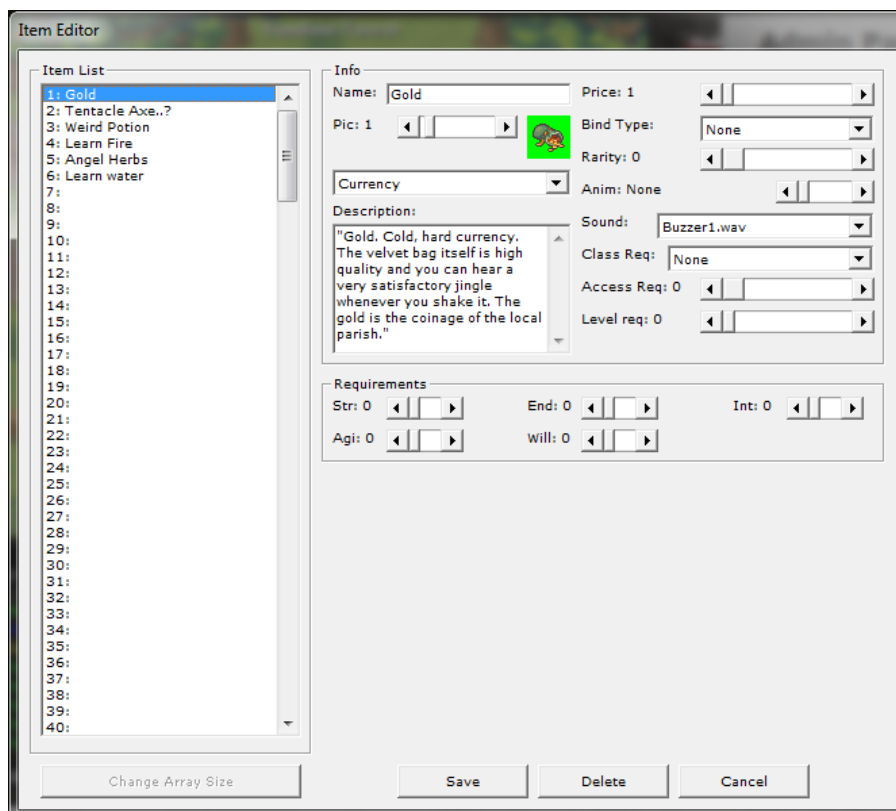 Item Editor
Item List
1: Gold
2: Tentacle Axe..?
3: Weird Potion
4: Learn Fire
5: Angel Herbs
6: Learn water
7:
8:
9:
10:
11:
12:
13:
14:
15:
16:
17:
18:
19:
20:
21:
22:
23:
24:
25:
26:
27:
28:
29:
30:
31:
32:
33:
34:
35:
36:
37:
38:
39:
40:
Change Array Size
Info
Name: Gold
Pic: 1
Currency
Description:
"Gold. Cold, hard currency.
The velvet bag itself is high
quality and you can hear a
very satisfactory jingle
whenever you shake it. The
gold is the coinage of the local
parish."
Price: 1
Bind Type: None
Rarity: 0
Anim: None
Sound: Buzzer1.wav
Class Req: None
Access Req: 0
Level req: 0
Requirements
Str: 0 End: 0 Int: 0
Agi: 0 Will: 0
Save Delete Cancel